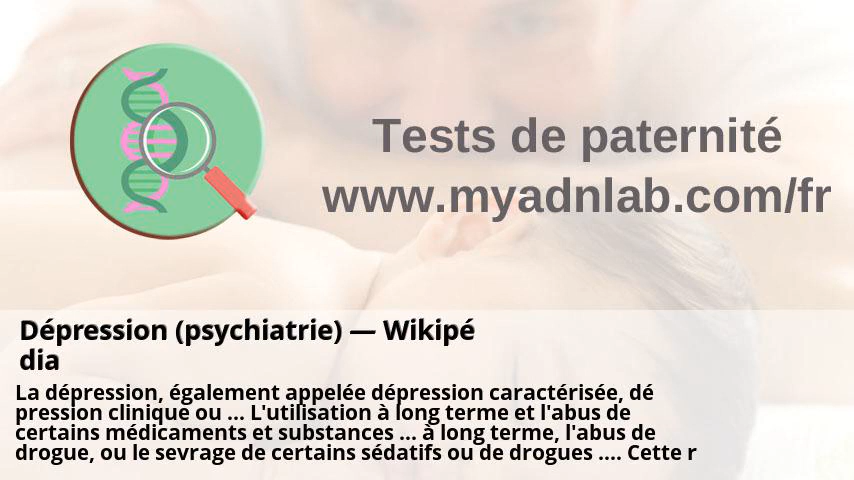 Tests de paternité
www.myadnlab.com/fr
Dépression (psychiatrie) — Wikipé
dia
La dépression, également appelée dépression caractérisée, dé
pression clinique ou ... L'utilisation à long terme et l'abus de
certains médicaments et substances ... à long terme, l'abus de
drogue, ou le sevrage de certains sédatifs ou de drogues .... Cette r